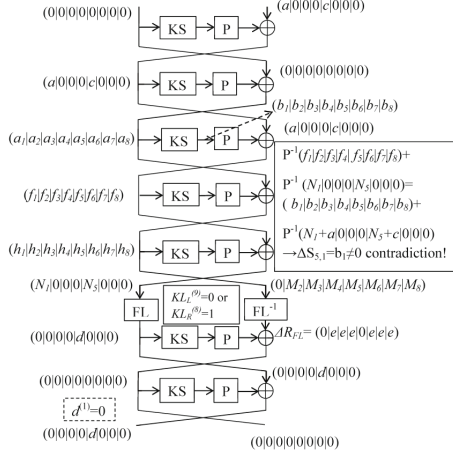 (0|0|0|0|0|0|0|0)
(a|0|0|0|c|0|0|0)
KS
P
(a|0|0|0|c|0|0|0)
(0|0|0|0|0|0|0|0)
KS
P
(b₁|b₂|b₃|b₄|b₅|b₆|b₇|b₈)
(a₁|a₂|a₃|a₄|a₅|a₆|a₇|a₈)
(a|0|0|0|c|0|0|0)
KS
P
P⁻¹(f₁|f₂|f₃|f₄|f₅|f₆|f₇|f₈)+
P⁻¹ (N₁|0|0|0|N₅|0|0|0)=
( b₁|b₂|b₃|b₄|b₅|b₆|b₇|b₈)+
P⁻¹(N₁+a|0|0|0|N₅+c|0|0|0)
→ΔS₅,₁=b₁≠0 contradiction!
(f₁|f₂|f₃|f₄|f₅|f₆|f₇|f₈)
KS
P
(h₁|h₂|h₃|h₄|h₅|h₆|h₇|h₈)
KS
P
(N₁|0|0|0|N₅|0|0|0)
(0|M₂|M₃|M₄|M₅|M₆|M₇|M₈)
FL
KL_L⁽⁹⁾=0 or
KL_R⁽⁸⁾=1
FL⁻¹
(0|0|0|0|d|0|0|0)
KS
P
ΔR_FL= (0|e|e|e|0|e|e|e)
(0|0|0|0|0|0|0|0)
(0|0|0|0|d|0|0|0)
KS
P
d⁽¹⁾=0
(0|0|0|0|d|0|0|0)
(0|0|0|0|0|0|0|0)